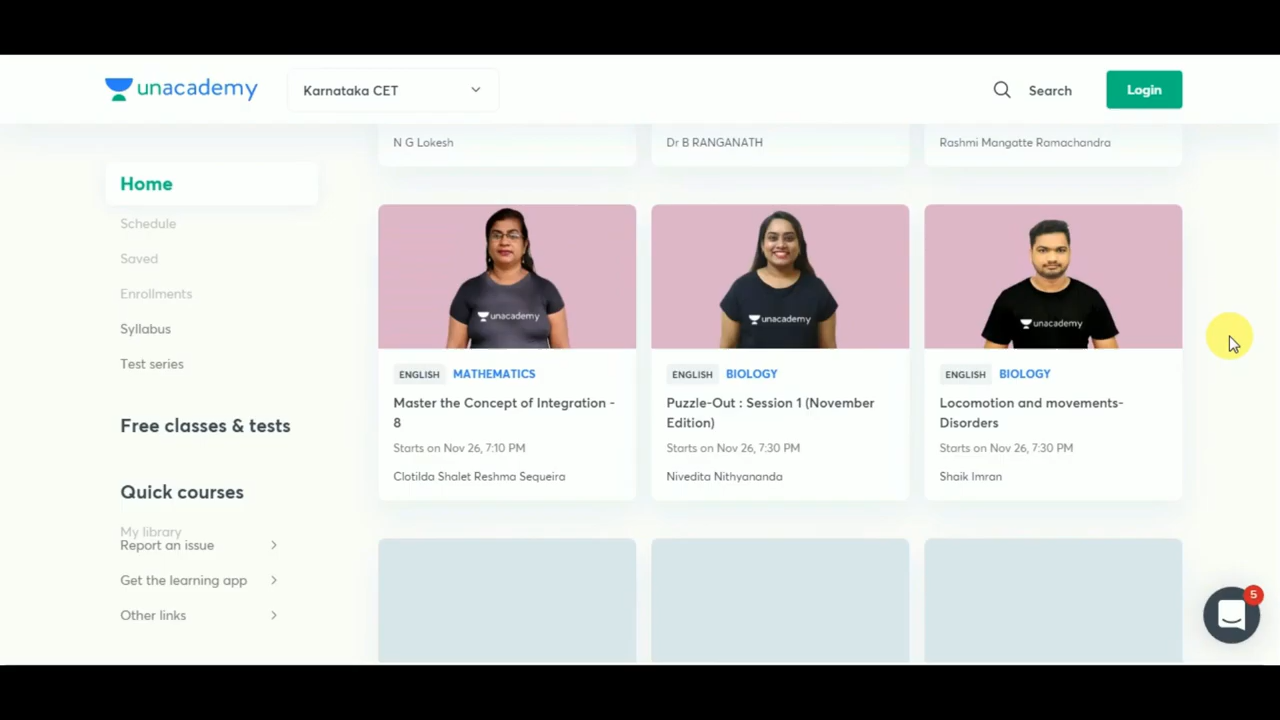 unacademy
Karnataka CET
Search
Login
N G Lokesh
Dr B RANGANATH
Rashmi Mangatte Ramachandra
Home
Schedule
Saved
Enrollments
Syllabus
Test series
Free classes & tests
Quick courses
My library
Report an issue
Get the learning app
Other links
unacademy
ENGLISH MATHEMATICS
Master the Concept of Integration -
8
Starts on Nov 26, 7:10 PM
Clotilda Shalet Reshma Sequeira
unacademy
ENGLISH BIOLOGY
Puzzle-Out : Session 1 (November
Edition)
Starts on Nov 26, 7:30 PM
Nivedita Nithyananda
unacademy
ENGLISH BIOLOGY
Locomotion and movements-
Disorders
Starts on Nov 26, 7:30 PM
Shaik Imran
5